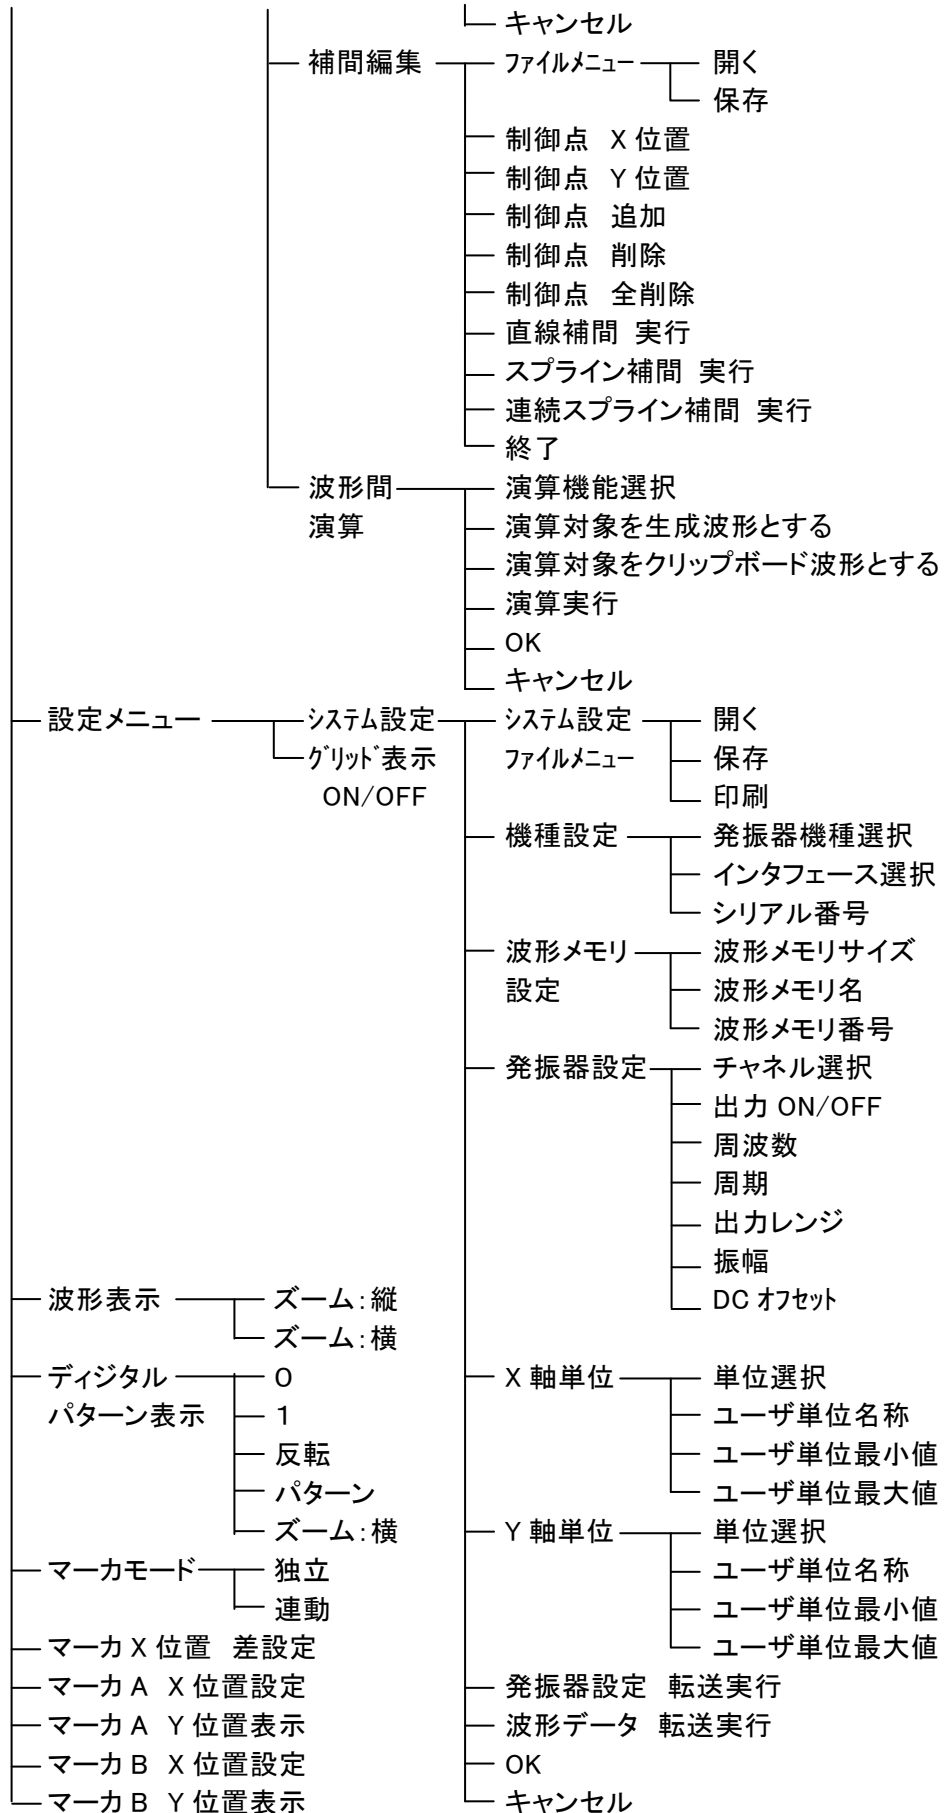 キャンセル
補間編集 ファイルメニュー 開く
保存
制御点 X 位置
制御点 Y 位置
制御点 追加
制御点 削除
制御点 全削除
直線補間 実行
スプライン補間 実行
連続スプライン補間 実行
終了
波形間 演算機能選択
演算 演算対象を生成波形とする
演算対象をクリップボード波形とする
演算実行
OK
キャンセル
設定メニュー システム設定 システム設定 開く
グリッド表示 ファイルメニュー 保存
ON/OFF 印刷
機種設定 発振器機種選択
インタフェース選択
シリアル番号
波形メモリ 波形メモリサイズ
設定 波形メモリ名
波形メモリ番号
発振器設定 チャネル選択
出力 ON/OFF
周波数
周期
出力レンジ
振幅
波形表示 ズーム:縦 DC オフセット
ズーム:横
ディジタル 0 X 軸単位 単位選択
パターン表示 1 ユーザ単位名称
反転 ユーザ単位最小値
パターン ユーザ単位最大値
ズーム:横 Y 軸単位 単位選択
マーカモード 独立 ユーザ単位名称
連動 ユーザ単位最小値
マーカ X 位置 差設定 ユーザ単位最大値
マーカ A X 位置設定 発振器設定 転送実行
マーカ A Y 位置表示 波形データ 転送実行
マーカ B X 位置設定 OK
マーカ B Y 位置表示 キャンセル